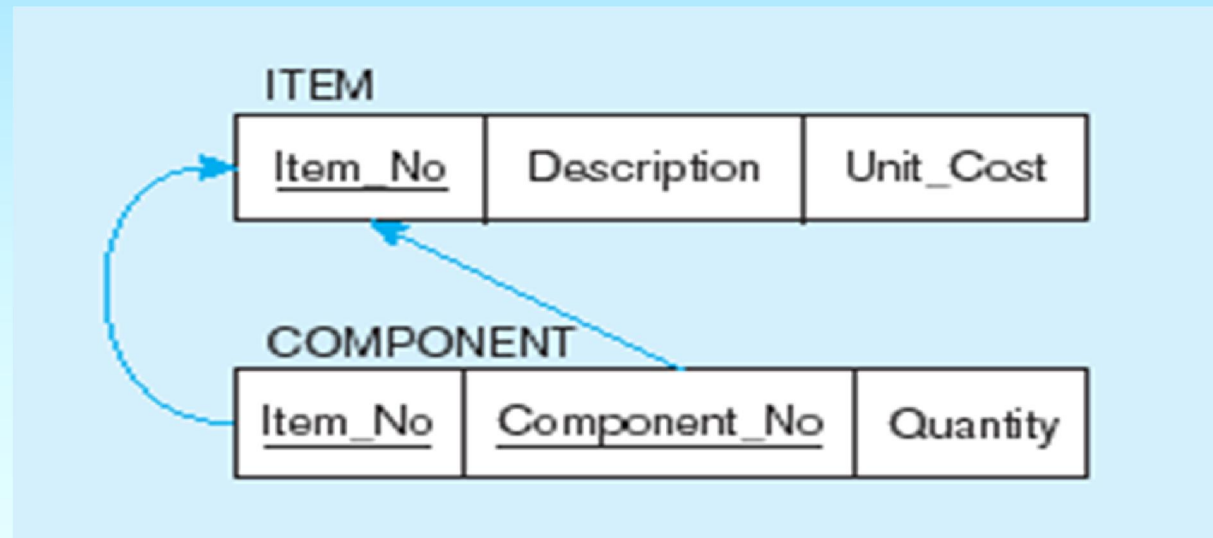 ITEM
Item_No Description Unit_Cost
COMPONENT
Item_No Component_No Quantity